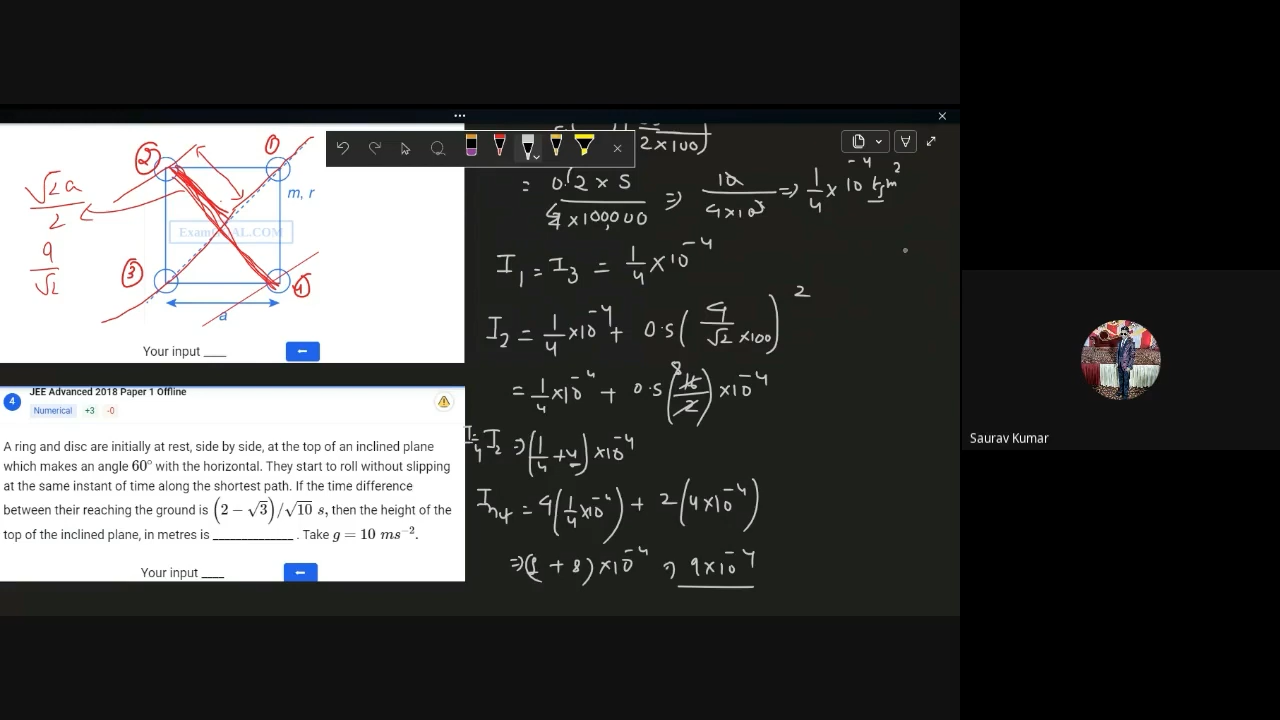 2
1
√2a
2
m, r
ExamGOAL.COM
a
√2
3
4
a
Your input ____
4
JEE Advanced 2018 Paper 1 Offline
Numerical +3 -0
A ring and disc are initially at rest, side by side, at the top of an inclined plane
which makes an angle 60° with the horizontal. They start to roll without slipping
at the same instant of time along the shortest path. If the time difference
between their reaching the ground is (2 − √3)/√10 s, then the height of the
top of the inclined plane, in metres is ______________. Take g = 10 ms⁻².
Your input ____
2 x 100)
= 0.2 x 5 / 4 x 100,000 ⇒ 10 / 4 x 10⁵ ⇒ 1/4 x 10⁻⁴ kgm²
I₁ = I₃ = 1/4 x 10⁻⁴
I₂ = 1/4 x 10⁻⁴ + 0.5 (4 / √2 x 100)²
= 1/4 x 10⁻⁴ + 0.5 (16 / 2) x 10⁻⁴ 8
I₄ = I₂ ⇒ (1/4 + 4) x 10⁻⁴
= 4(1/4 x 10⁻⁴) + 2(4 x 10⁻⁴)
⇒ (1 + 8) x 10⁻⁴ ⇒ 9 x 10⁻⁴
Saurav Kumar